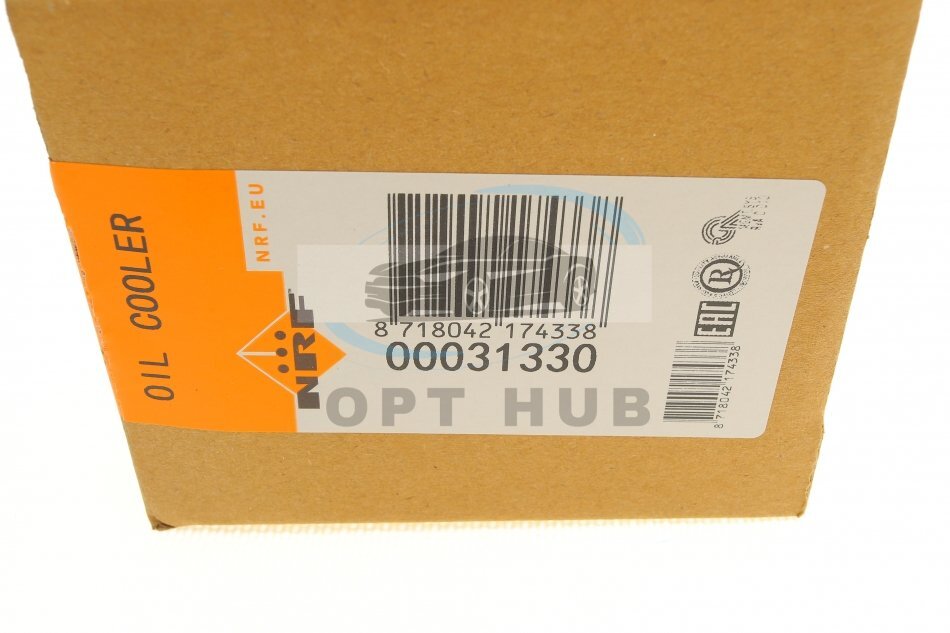 OIL COOLER
NRF.EU
NRF
8 718042 174338
00031330
OPT HUB
EAC
8 718042 174338